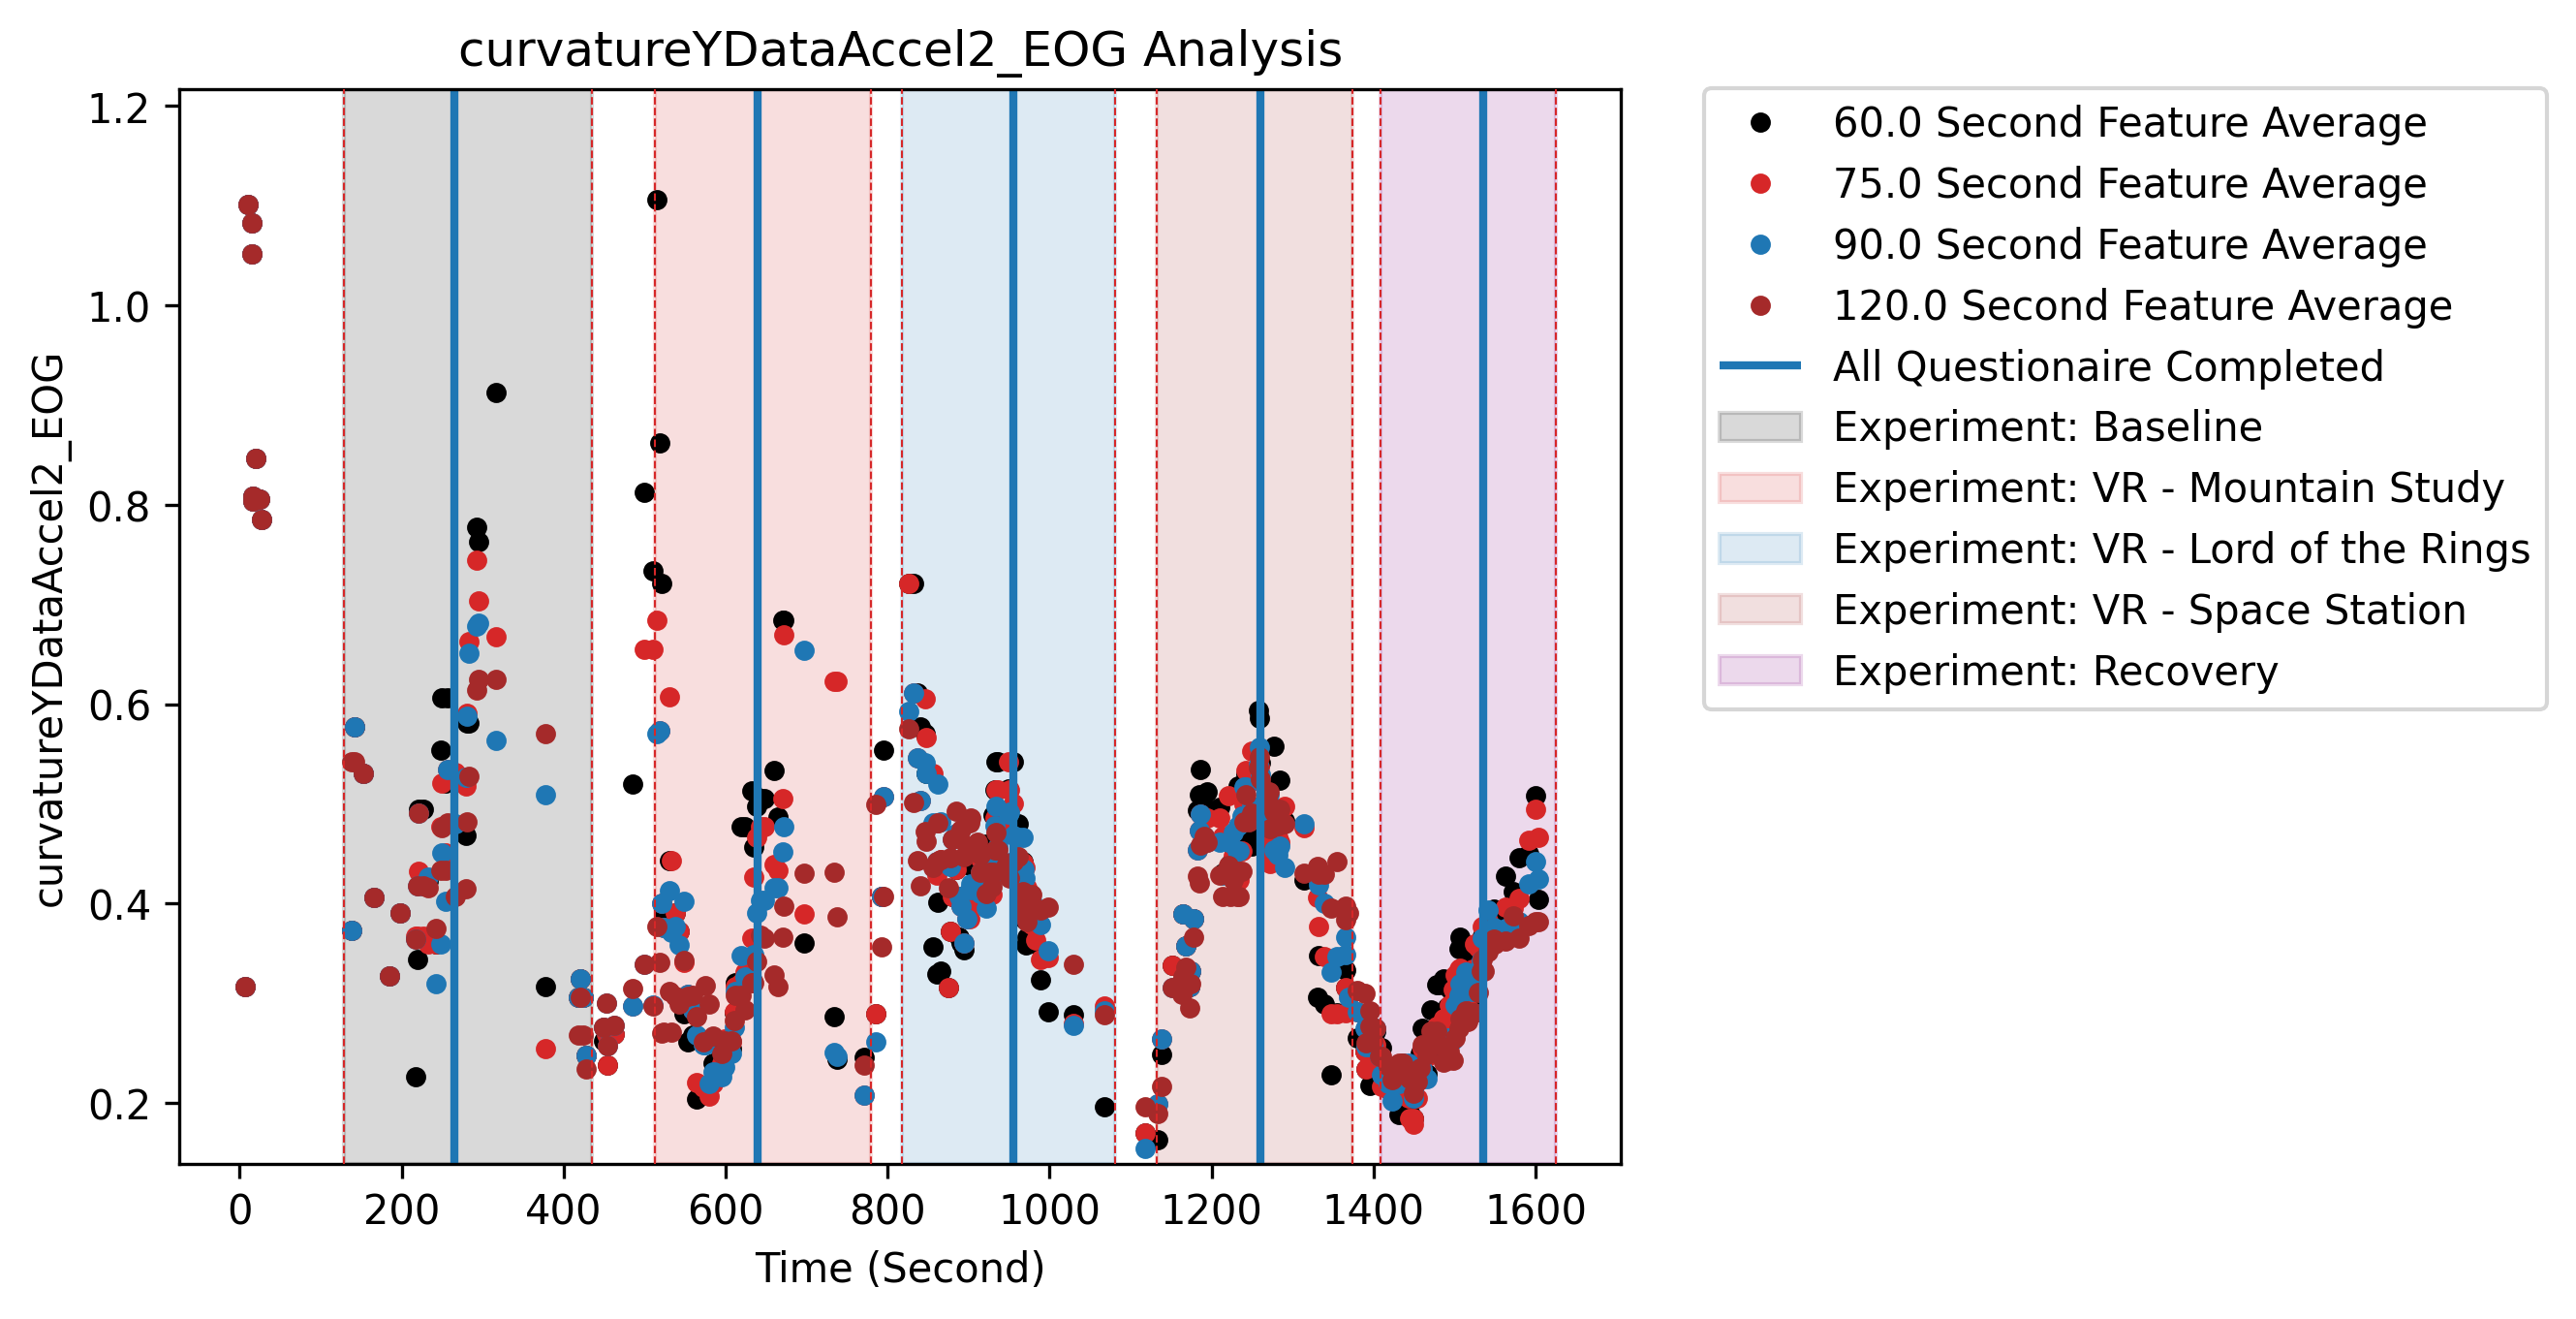 curvatureYDataAccel2_EOG Analysis
1.2
1.0
0.8
0.6
0.4
0.2
curvatureYDataAccel2_EOG
0 200 400 600 800 1000 1200 1400 1600
Time (Second)
60.0 Second Feature Average
75.0 Second Feature Average
90.0 Second Feature Average
120.0 Second Feature Average
All Questionaire Completed
Experiment: Baseline
Experiment: VR - Mountain Study
Experiment: VR - Lord of the Rings
Experiment: VR - Space Station
Experiment: Recovery